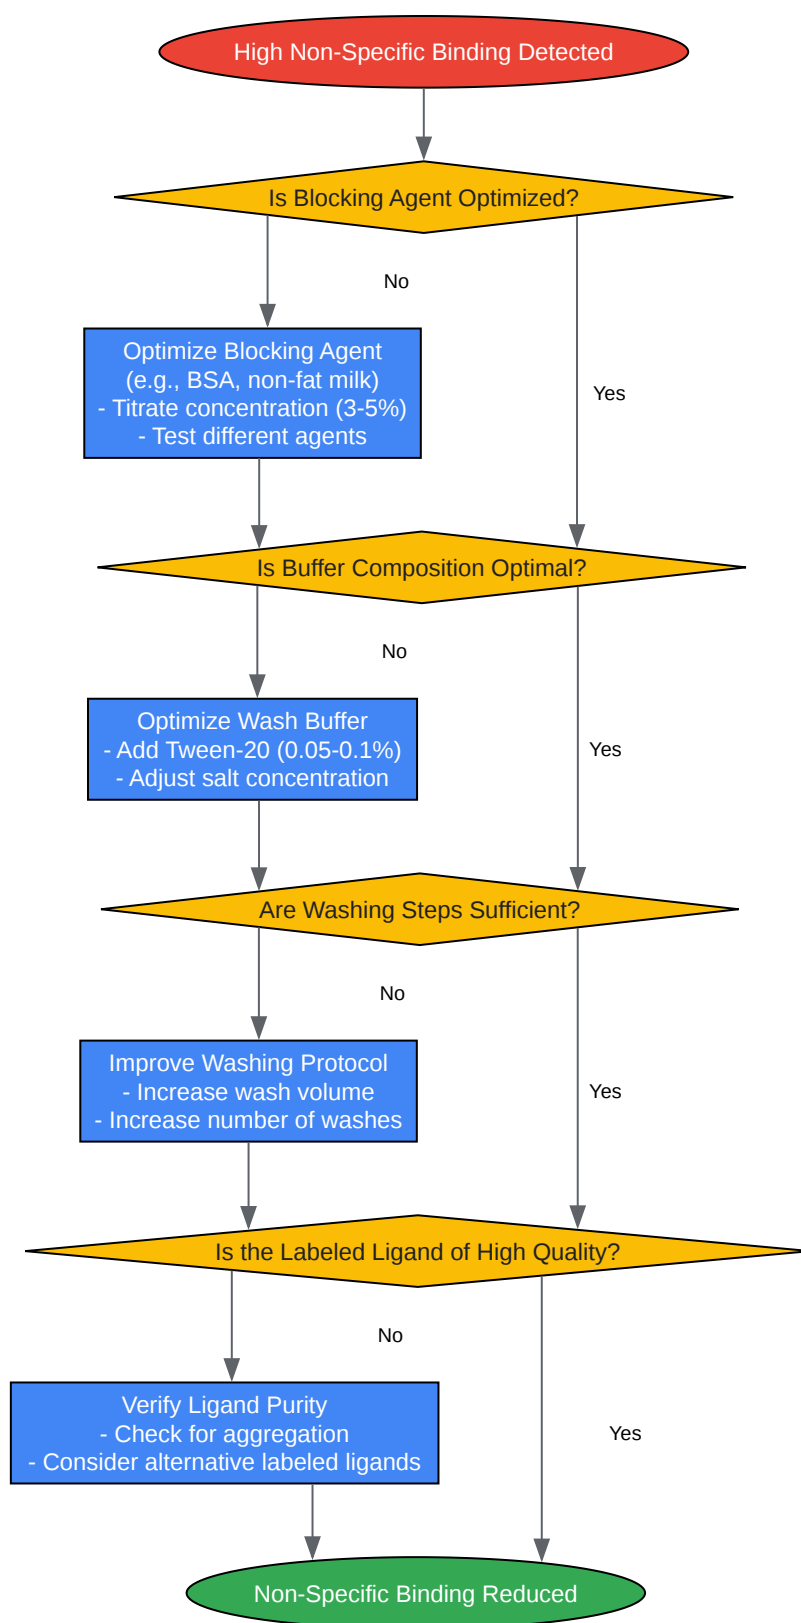 High Non-Specific Binding Detected
Is Blocking Agent Optimized?
No
Optimize Blocking Agent
(e.g., BSA, non-fat milk)
- Titrate concentration (3-5%)
- Test different agents
Yes
Is Buffer Composition Optimal?
No
Optimize Wash Buffer
- Add Tween-20 (0.05-0.1%)
- Adjust salt concentration
Yes
Are Washing Steps Sufficient?
No
Improve Washing Protocol
- Increase wash volume
- Increase number of washes
Yes
Is the Labeled Ligand of High Quality?
No
Verify Ligand Purity
- Check for aggregation
- Consider alternative labeled ligands
Yes
Non-Specific Binding Reduced